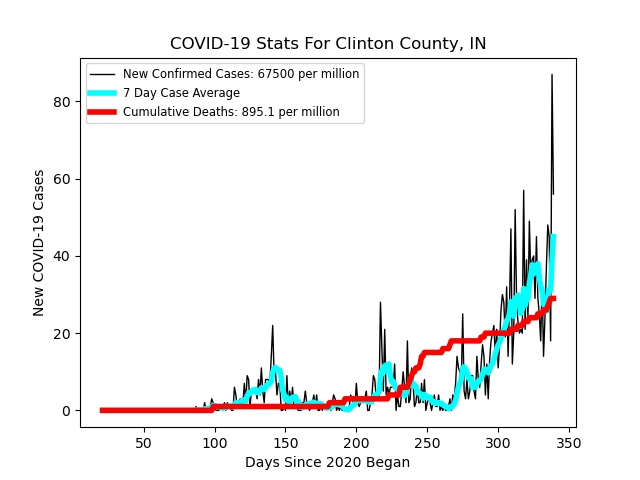 COVID-19 Stats For Clinton County, IN
New Confirmed Cases: 67500 per million
7 Day Case Average
Cumulative Deaths: 895.1 per million
New COVID-19 Cases
80
60
40
20
0
50 100 150 200 250 300 350
Days Since 2020 Began